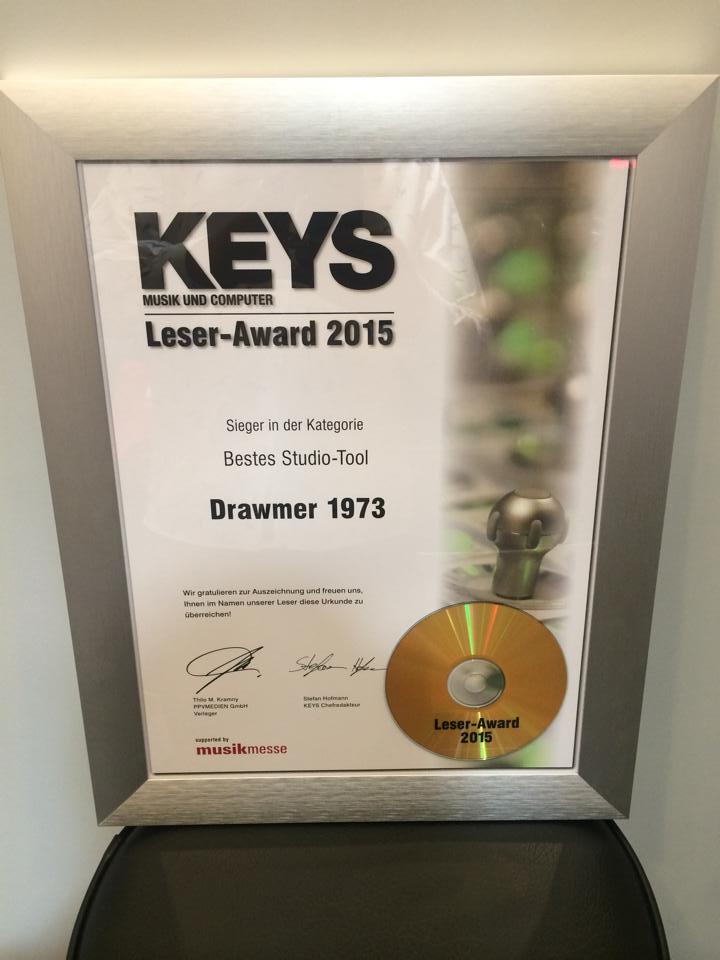 KEYS
MUSIK UND COMPUTER
Leser-Award 2015
Sieger in der Kategorie
Bestes Studio-Tool
Drawmer 1973
Wir gratulieren zur Auszeichnung und freuen uns,
Ihnen im Namen unserer Leser diese Urkunde zu
überreichen!
Stefan Hofmann
Thilo M. Kramny
PPVMEDIEN GmbH
Verleger
Stefan Hofmann
KEYS Chefredakteur
supported by
musikmesse
Leser-Award
2015